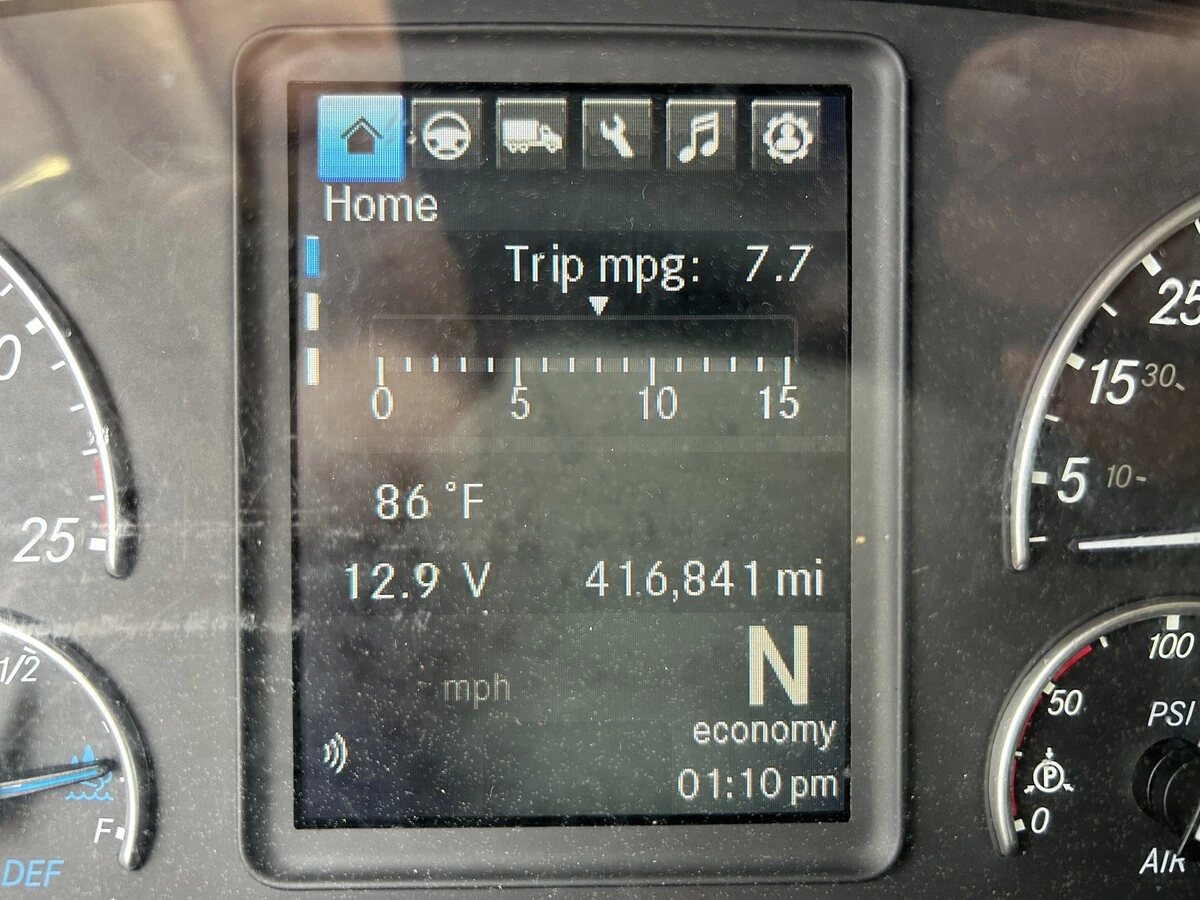 Home
Trip mpg: 7.7
0 5 10 15
86 °F
12.9 V 416,841 mi
N
mph
economy
01:10 pm
0
25
1/2
F
DEF
25
15 30
5 10
100
50
PSI
P
0
AIR